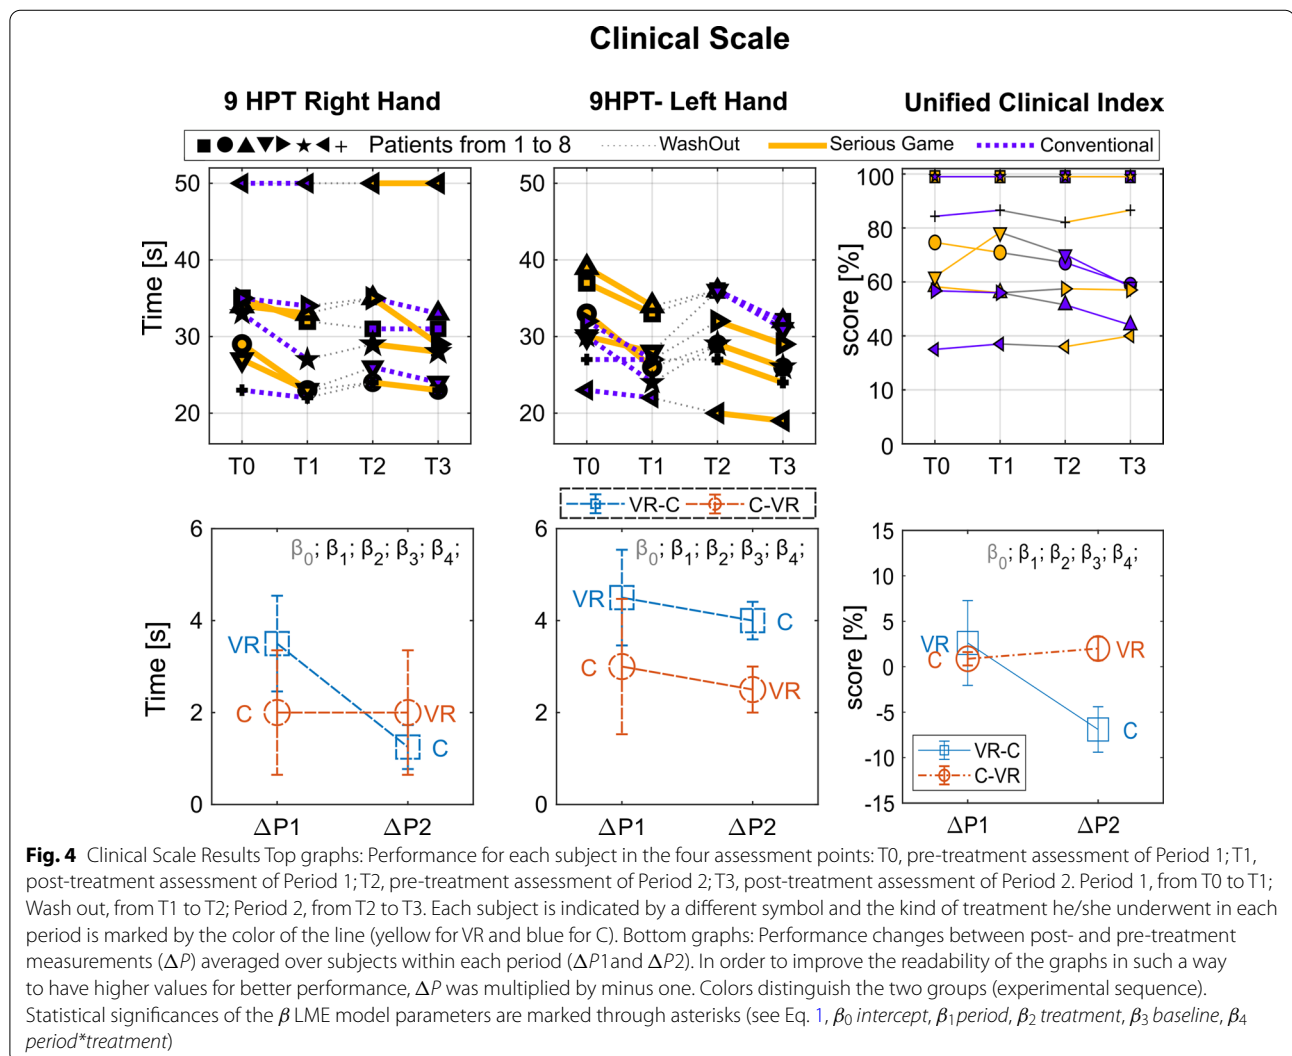 Clinical Scale
9 HPT Right Hand
9HPT- Left Hand
Unified Clinical Index
Patients from 1 to 8
WashOut
Serious Game
Conventional
Time [s]
50
40
30
20
T0 T1 T2 T3
Time [s]
50
40
30
20
T0 T1 T2 T3
score [%]
100
80
60
40
10
0
T0 T1 T2 T3
VR-C C-VR
Time [s]
6
4
2
0
β0; β1; β2; β3; β4;
VR
C
VR
C
ΔP1 ΔP2
6
4
2
0
β0; β1; β2; β3; β4;
VR
C
C
VR
ΔP1 ΔP2
score [%]
15
10
5
0
-5
-10
-15
β0; β1; β2; β3; β4;
VR
C
VR
C
VR-C
C-VR
ΔP1 ΔP2
Fig. 4 Clinical Scale Results Top graphs: Performance for each subject in the four assessment points: T0, pre-treatment assessment of Period 1; T1,
post-treatment assessment of Period 1; T2, pre-treatment assessment of Period 2; T3, post-treatment assessment of Period 2. Period 1, from T0 to T1;
Wash out, from T1 to T2; Period 2, from T2 to T3. Each subject is indicated by a different symbol and the kind of treatment he/she underwent in each
period is marked by the color of the line (yellow for VR and blue for C). Bottom graphs: Performance changes between post- and pre-treatment
measurements (ΔP) averaged over subjects within each period (ΔP1and ΔP2). In order to improve the readability of the graphs in such a way
to have higher values for better performance, ΔP was multiplied by minus one. Colors distinguish the two groups (experimental sequence).
Statistical significances of the β LME model parameters are marked through asterisks (see Eq. 1, β0 intercept, β1 period, β2 treatment, β3 baseline, β4
period*treatment)